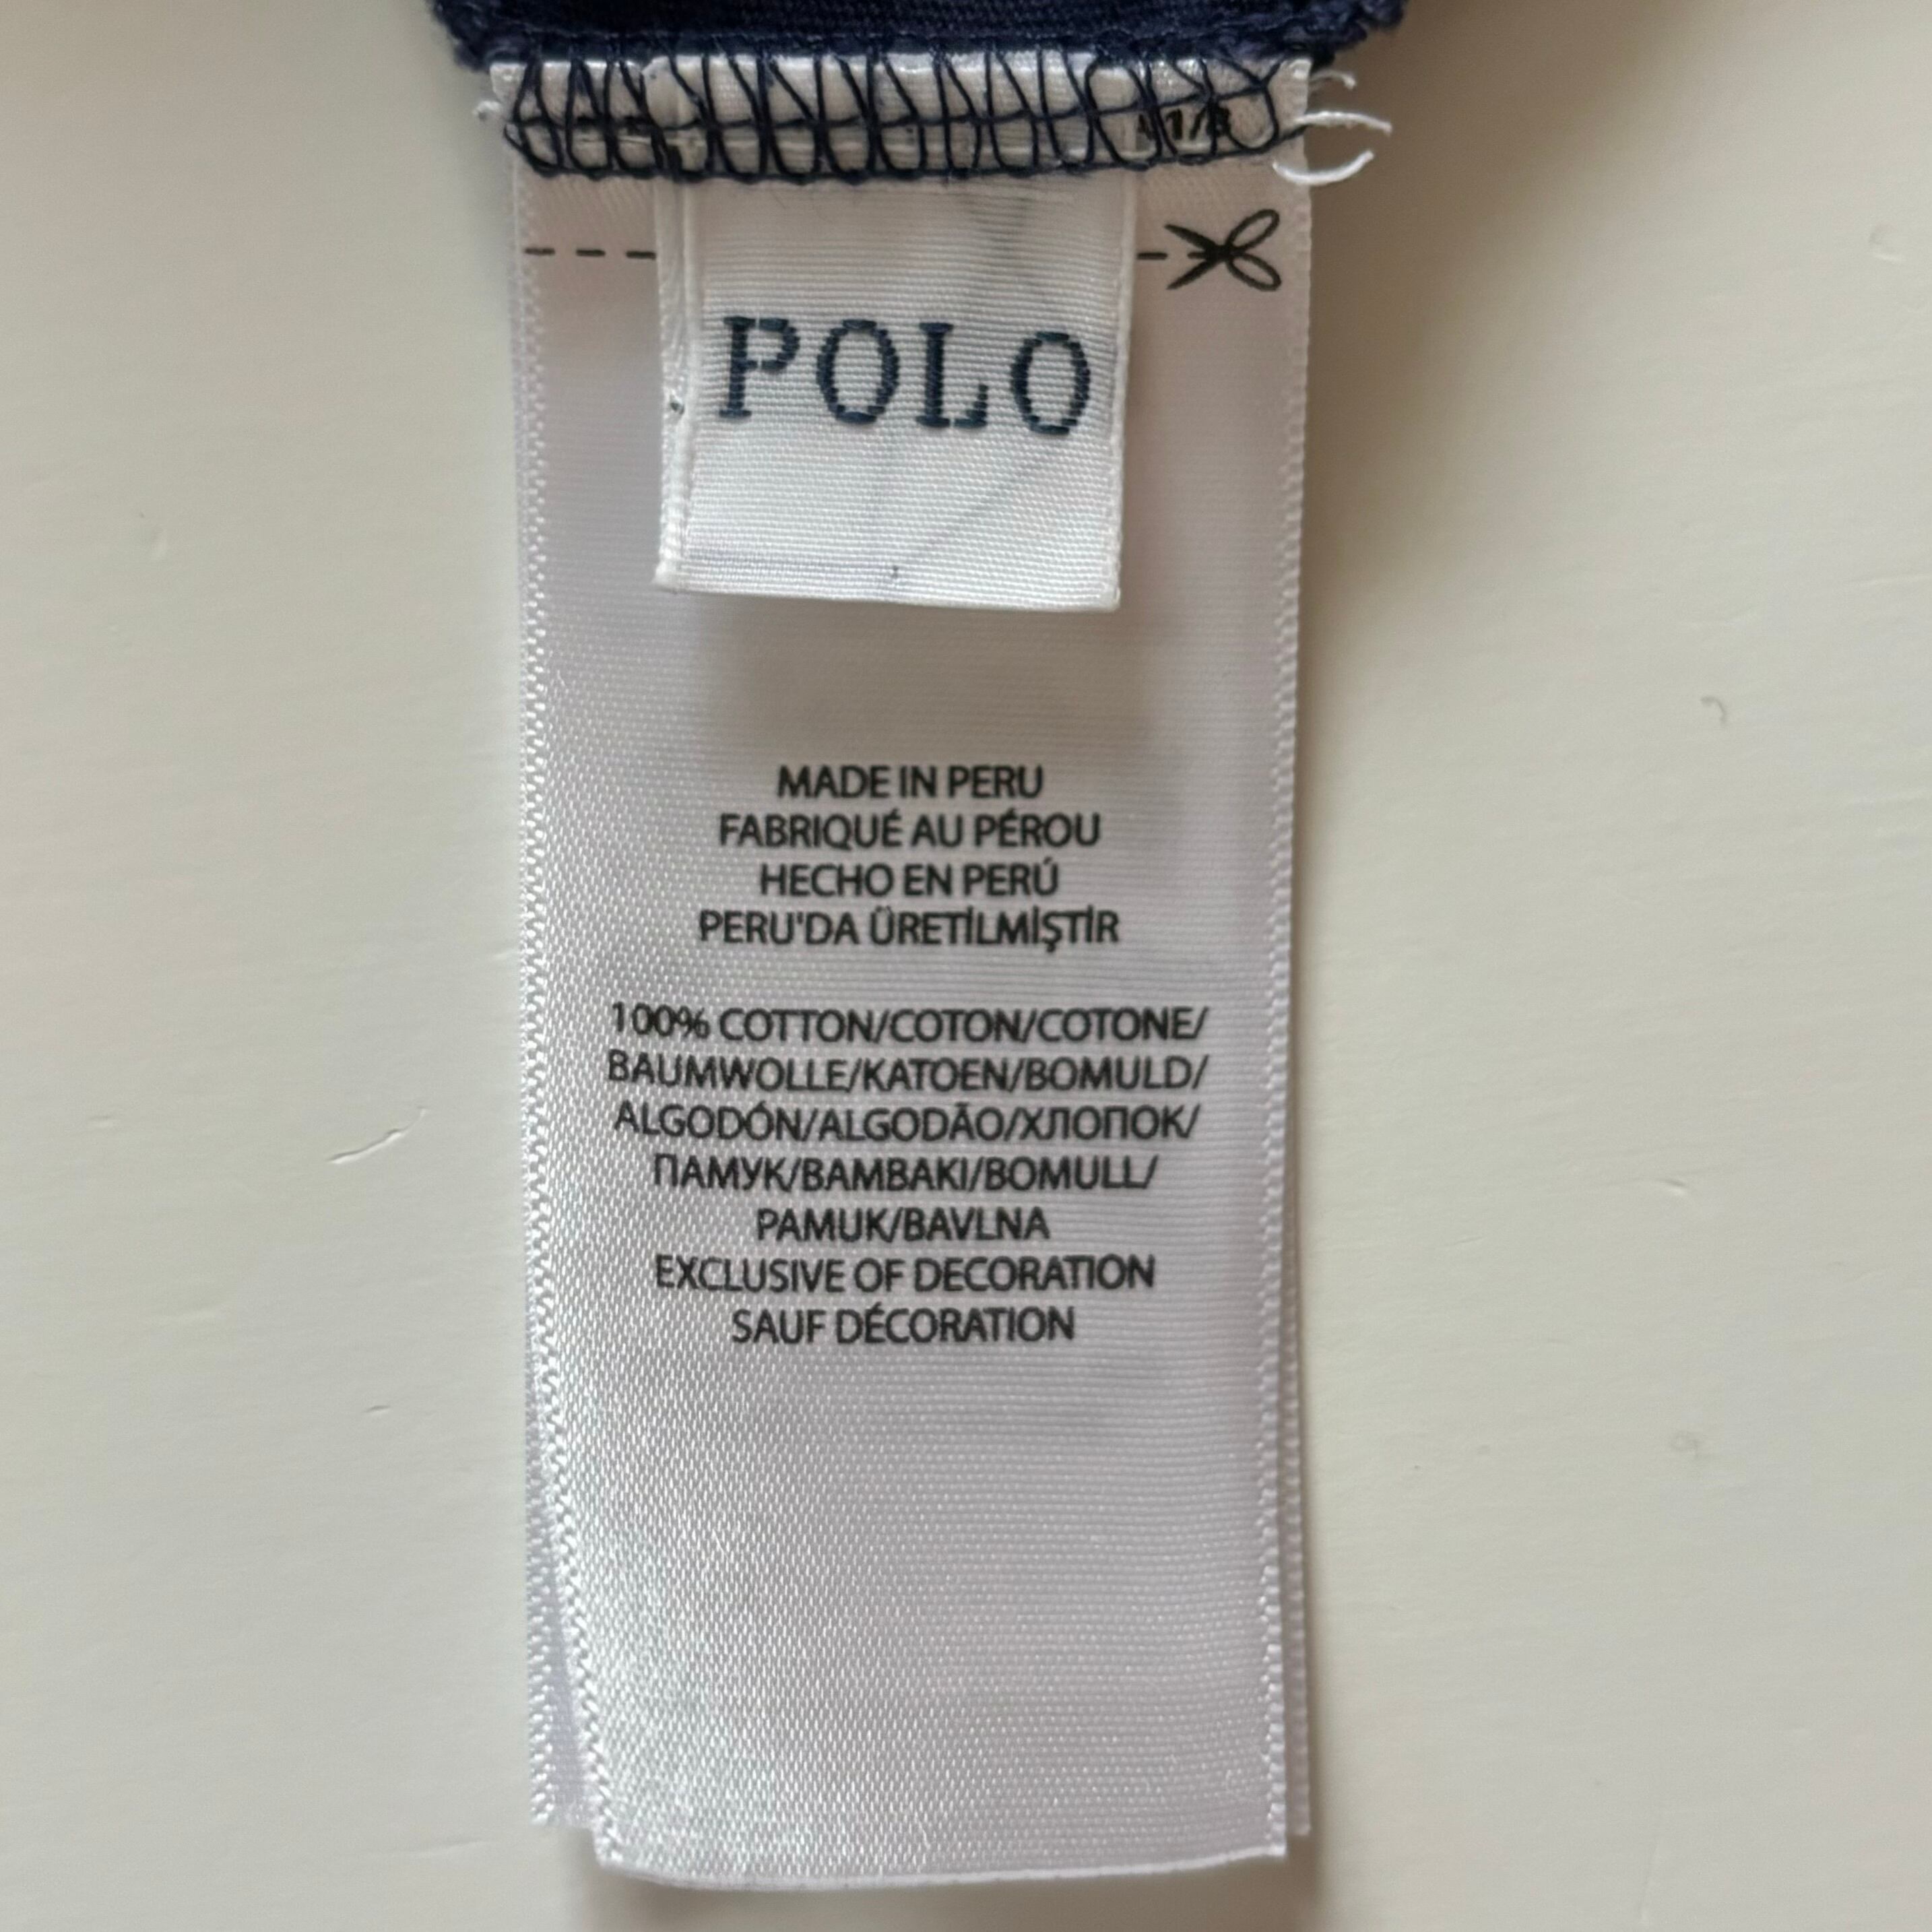 POLO
MADE IN PERU
FABRIQUÉ AU PÉROU
HECHO EN PERÚ
PERU'DA ÜRETİLMİŞTİR
100% COTTON/COTON/COTONE/
BAUMWOLLE/KATOEN/BOMULD/
ALGODÓN/ALGODÃO/ХЛОПОК/
ПАМУК/BAMBAKI/BOMULL/
PAMUK/BAVLNA
EXCLUSIVE OF DECORATION
SAUF DÉCORATION